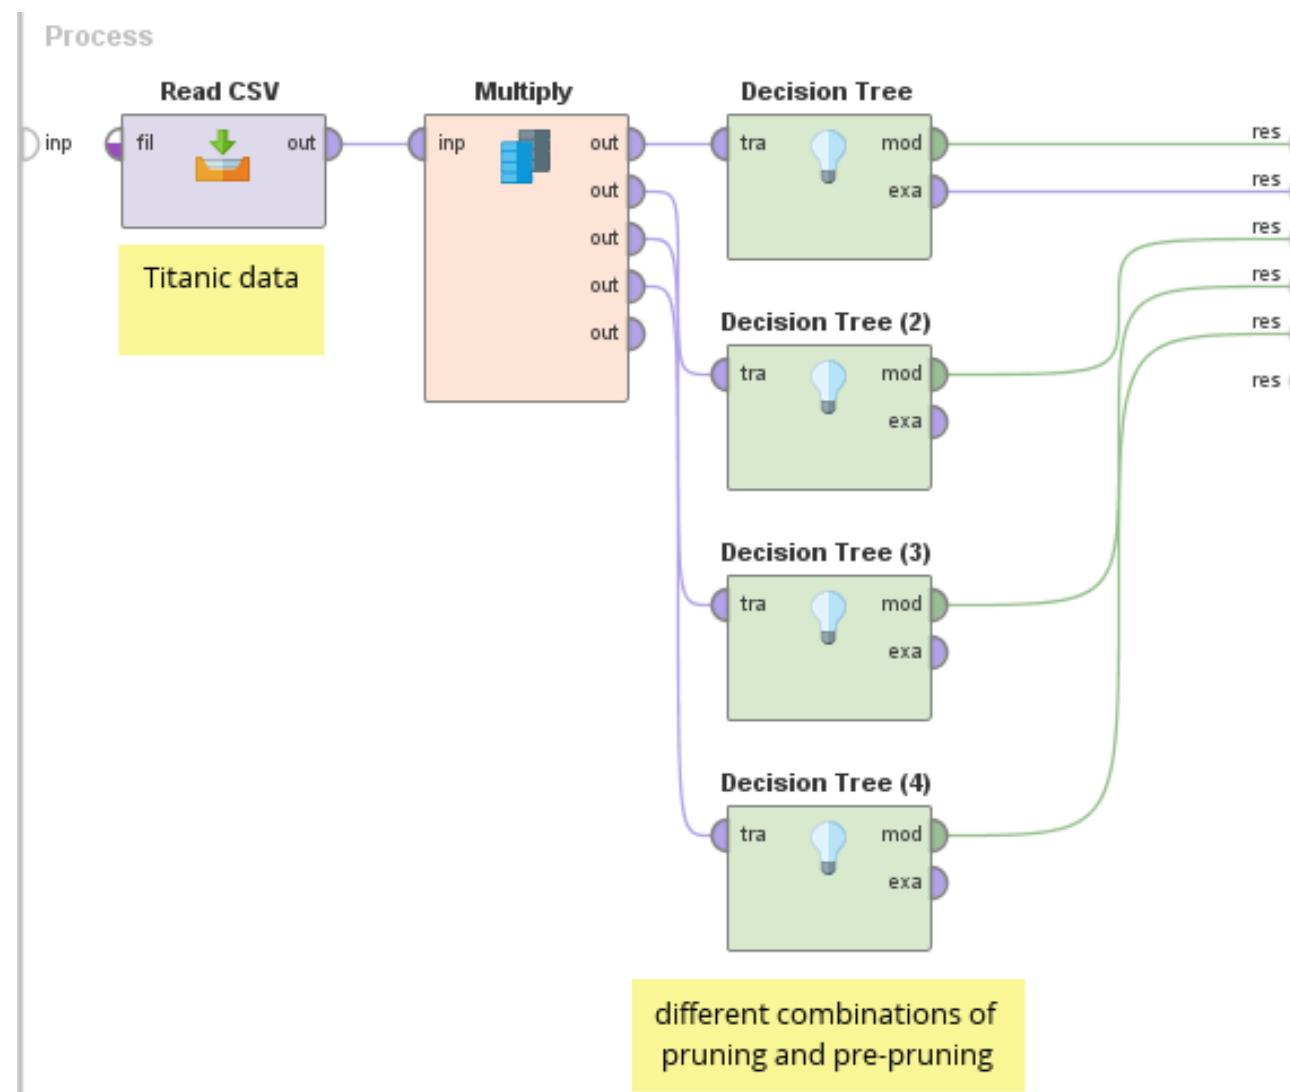 Process
Read CSV
Multiply
Decision Tree
inp
fil
out
inp
out
out
out
out
out
tra
mod
exa
res
res
res
res
res
res
Titanic data
Decision Tree (2)
tra
mod
exa
Decision Tree (3)
tra
mod
exa
Decision Tree (4)
tra
mod
exa
different combinations of
pruning and pre-pruning